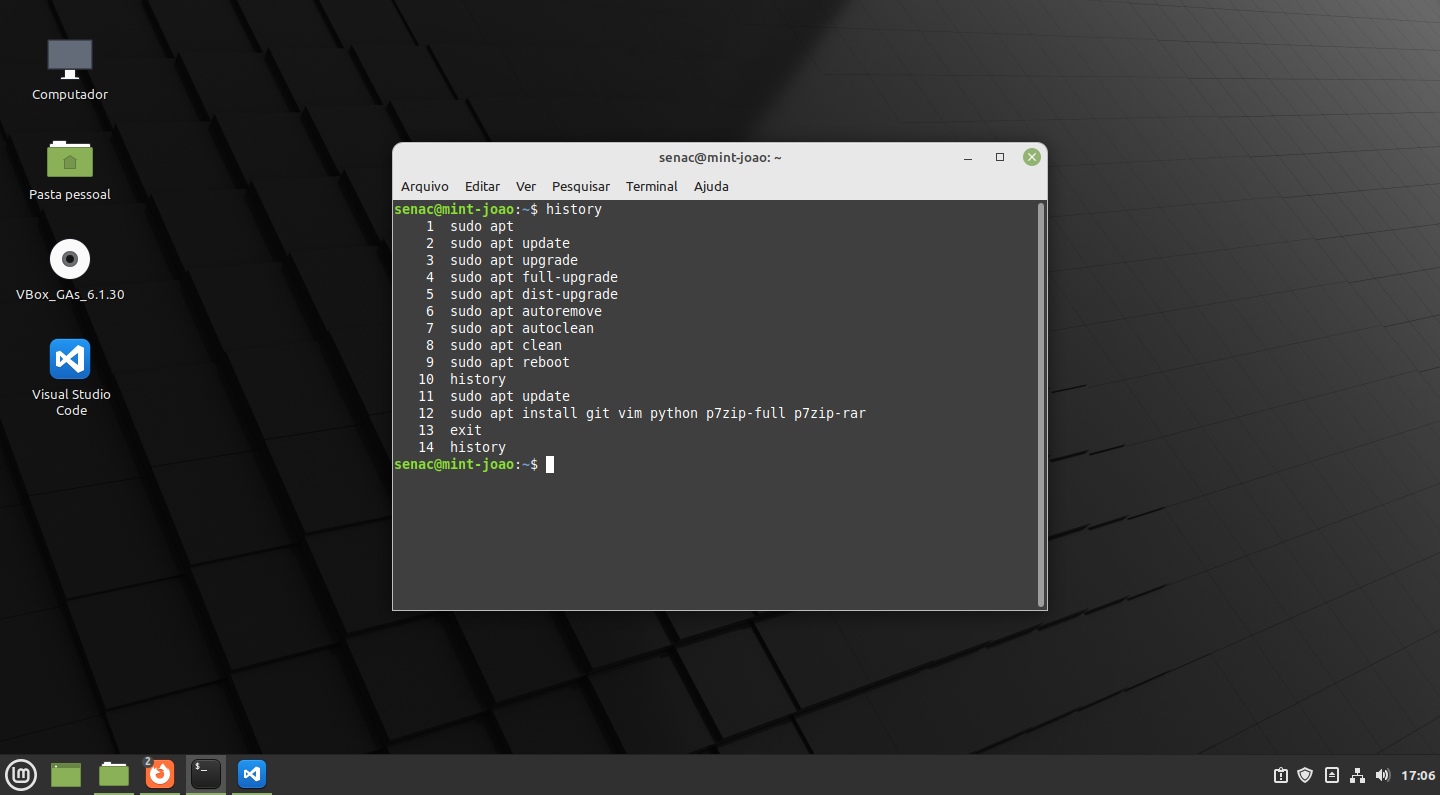 Computador
Pasta pessoal
VBox_GAs_6.1.30
Visual Studio
Code
senac@mint-joao: ~
Arquivo Editar Ver Pesquisar Terminal Ajuda
senac@mint-joao:~$ history
1 sudo apt
2 sudo apt update
3 sudo apt upgrade
4 sudo apt full-upgrade
5 sudo apt dist-upgrade
6 sudo apt autoremove
7 sudo apt autoclean
8 sudo apt clean
9 sudo apt reboot
10 history
11 sudo apt update
12 sudo apt install git vim python p7zip-full p7zip-rar
13 exit
14 history
senac@mint-joao:~$
2
$_
17:06